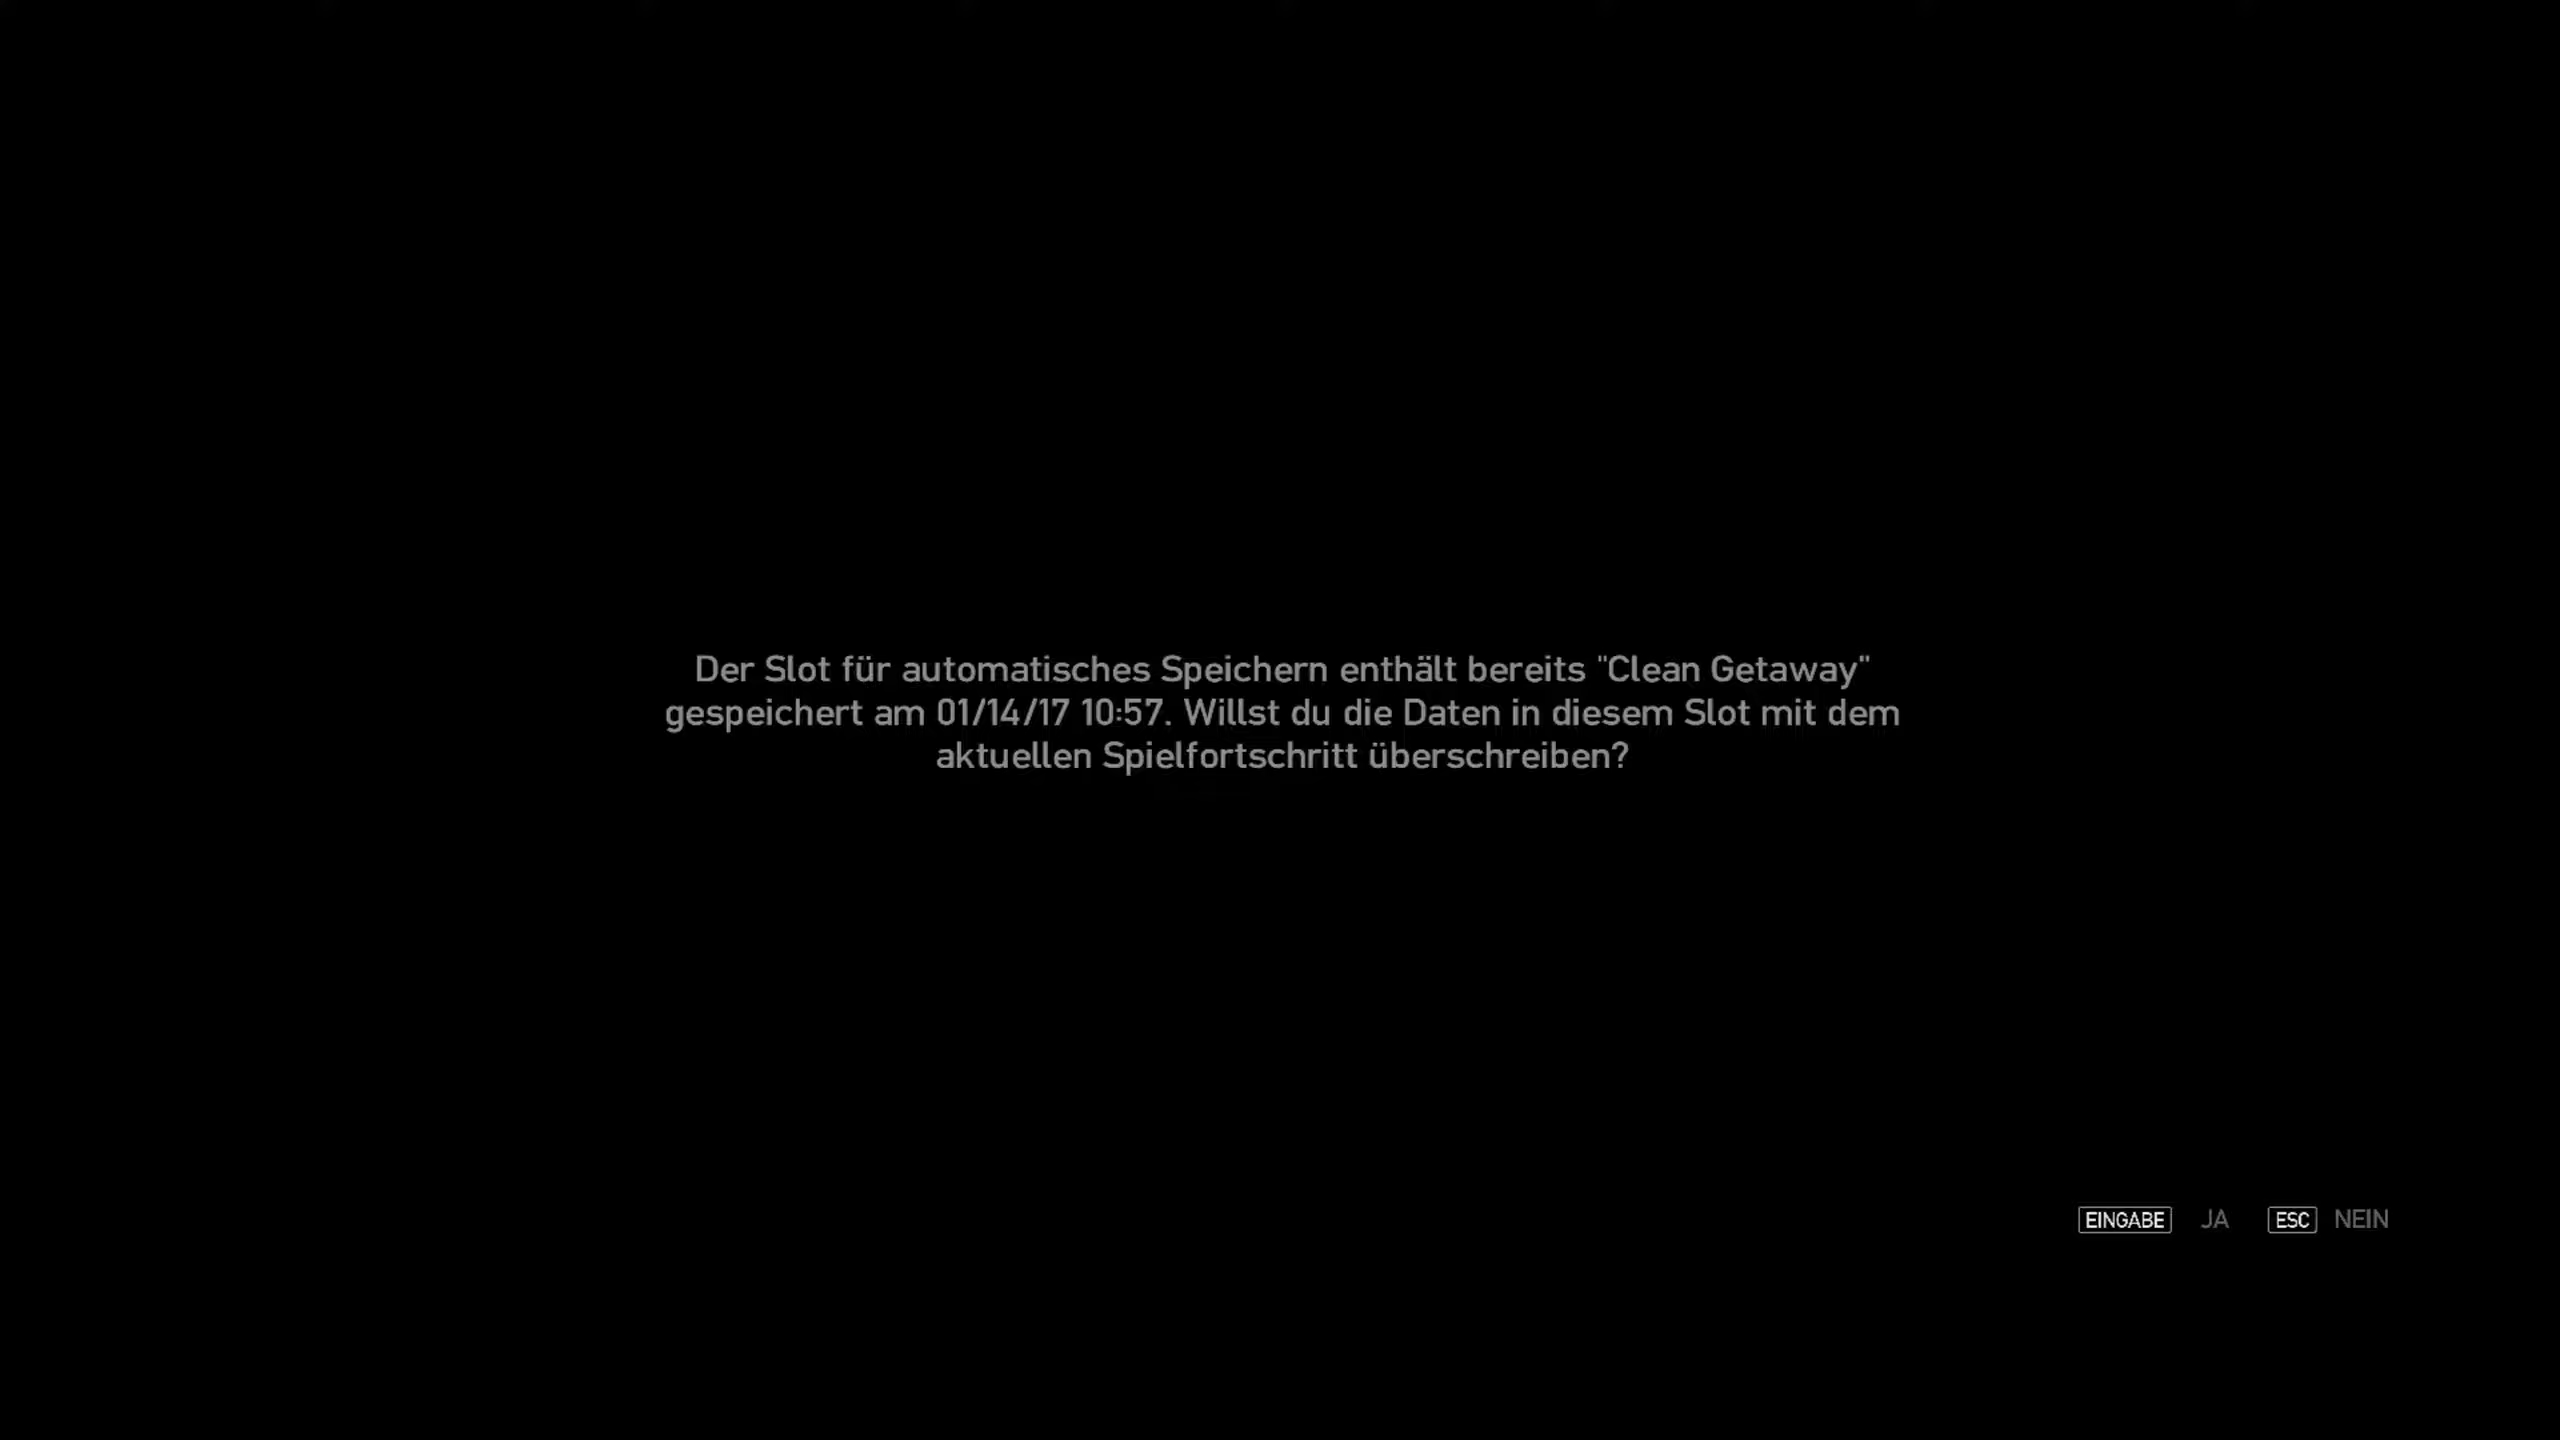 Der Slot für automatisches Speichern enthält bereits "Clean Getaway"
gespeichert am 01/14/17 10:57. Willst du die Daten in diesem Slot mit dem
aktuellen Spielfortschritt überschreiben?
EINGABE JA ESC NEIN